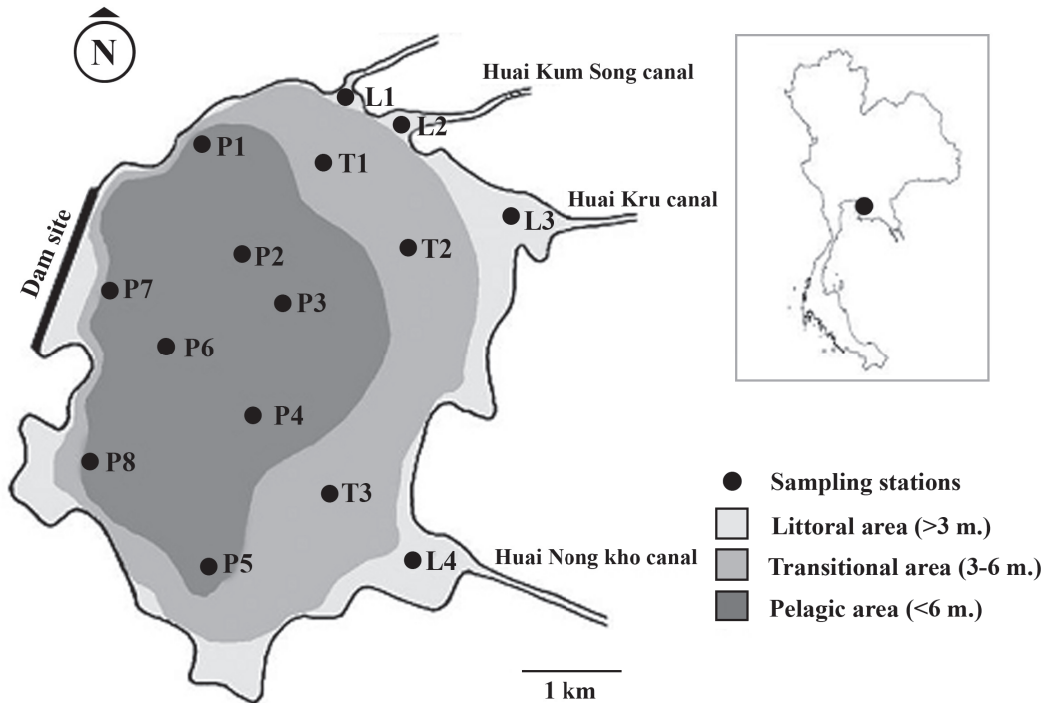 N
Huai Kum Song canal
L1
L2
P1
T1
Huai Kru canal
L3
Dam site
P2
T2
P7
P3
P6
P4
P8
T3
P5
L4
Huai Nong kho canal
Sampling stations
Littoral area (>3 m.)
Transitional area (3-6 m.)
Pelagic area (<6 m.)
1 km